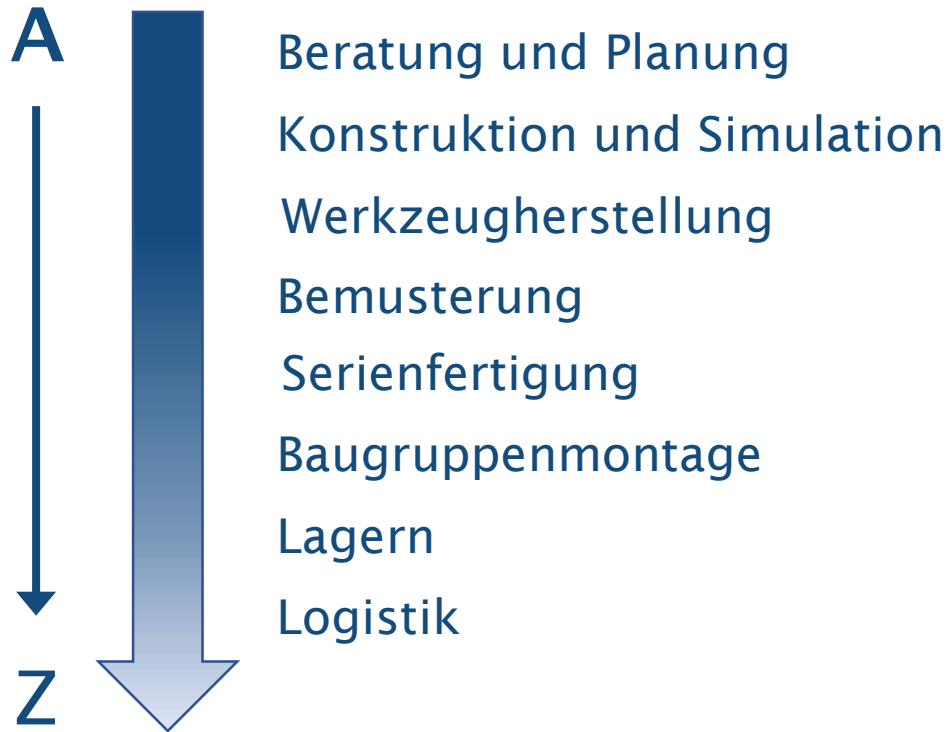 A
Beratung und Planung
Konstruktion und Simulation
Werkzeugherstellung
Bemusterung
Serienfertigung
Baugruppenmontage
Lagern
Logistik
Z